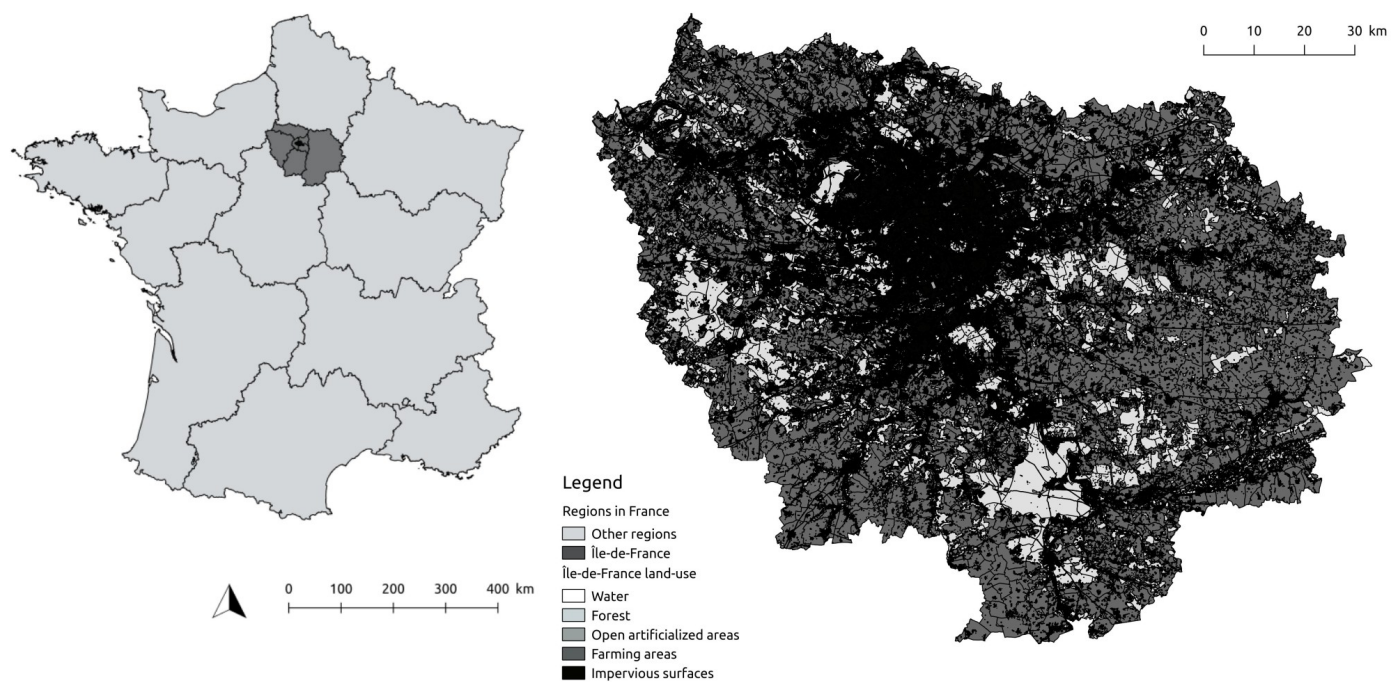 0 10 20 30 km
Legend
Regions in France
Other regions
Île-de-France
Île-de-France land-use
Water
Forest
Open artificialized areas
Farming areas
Impervious surfaces
0 100 200 300 400 km